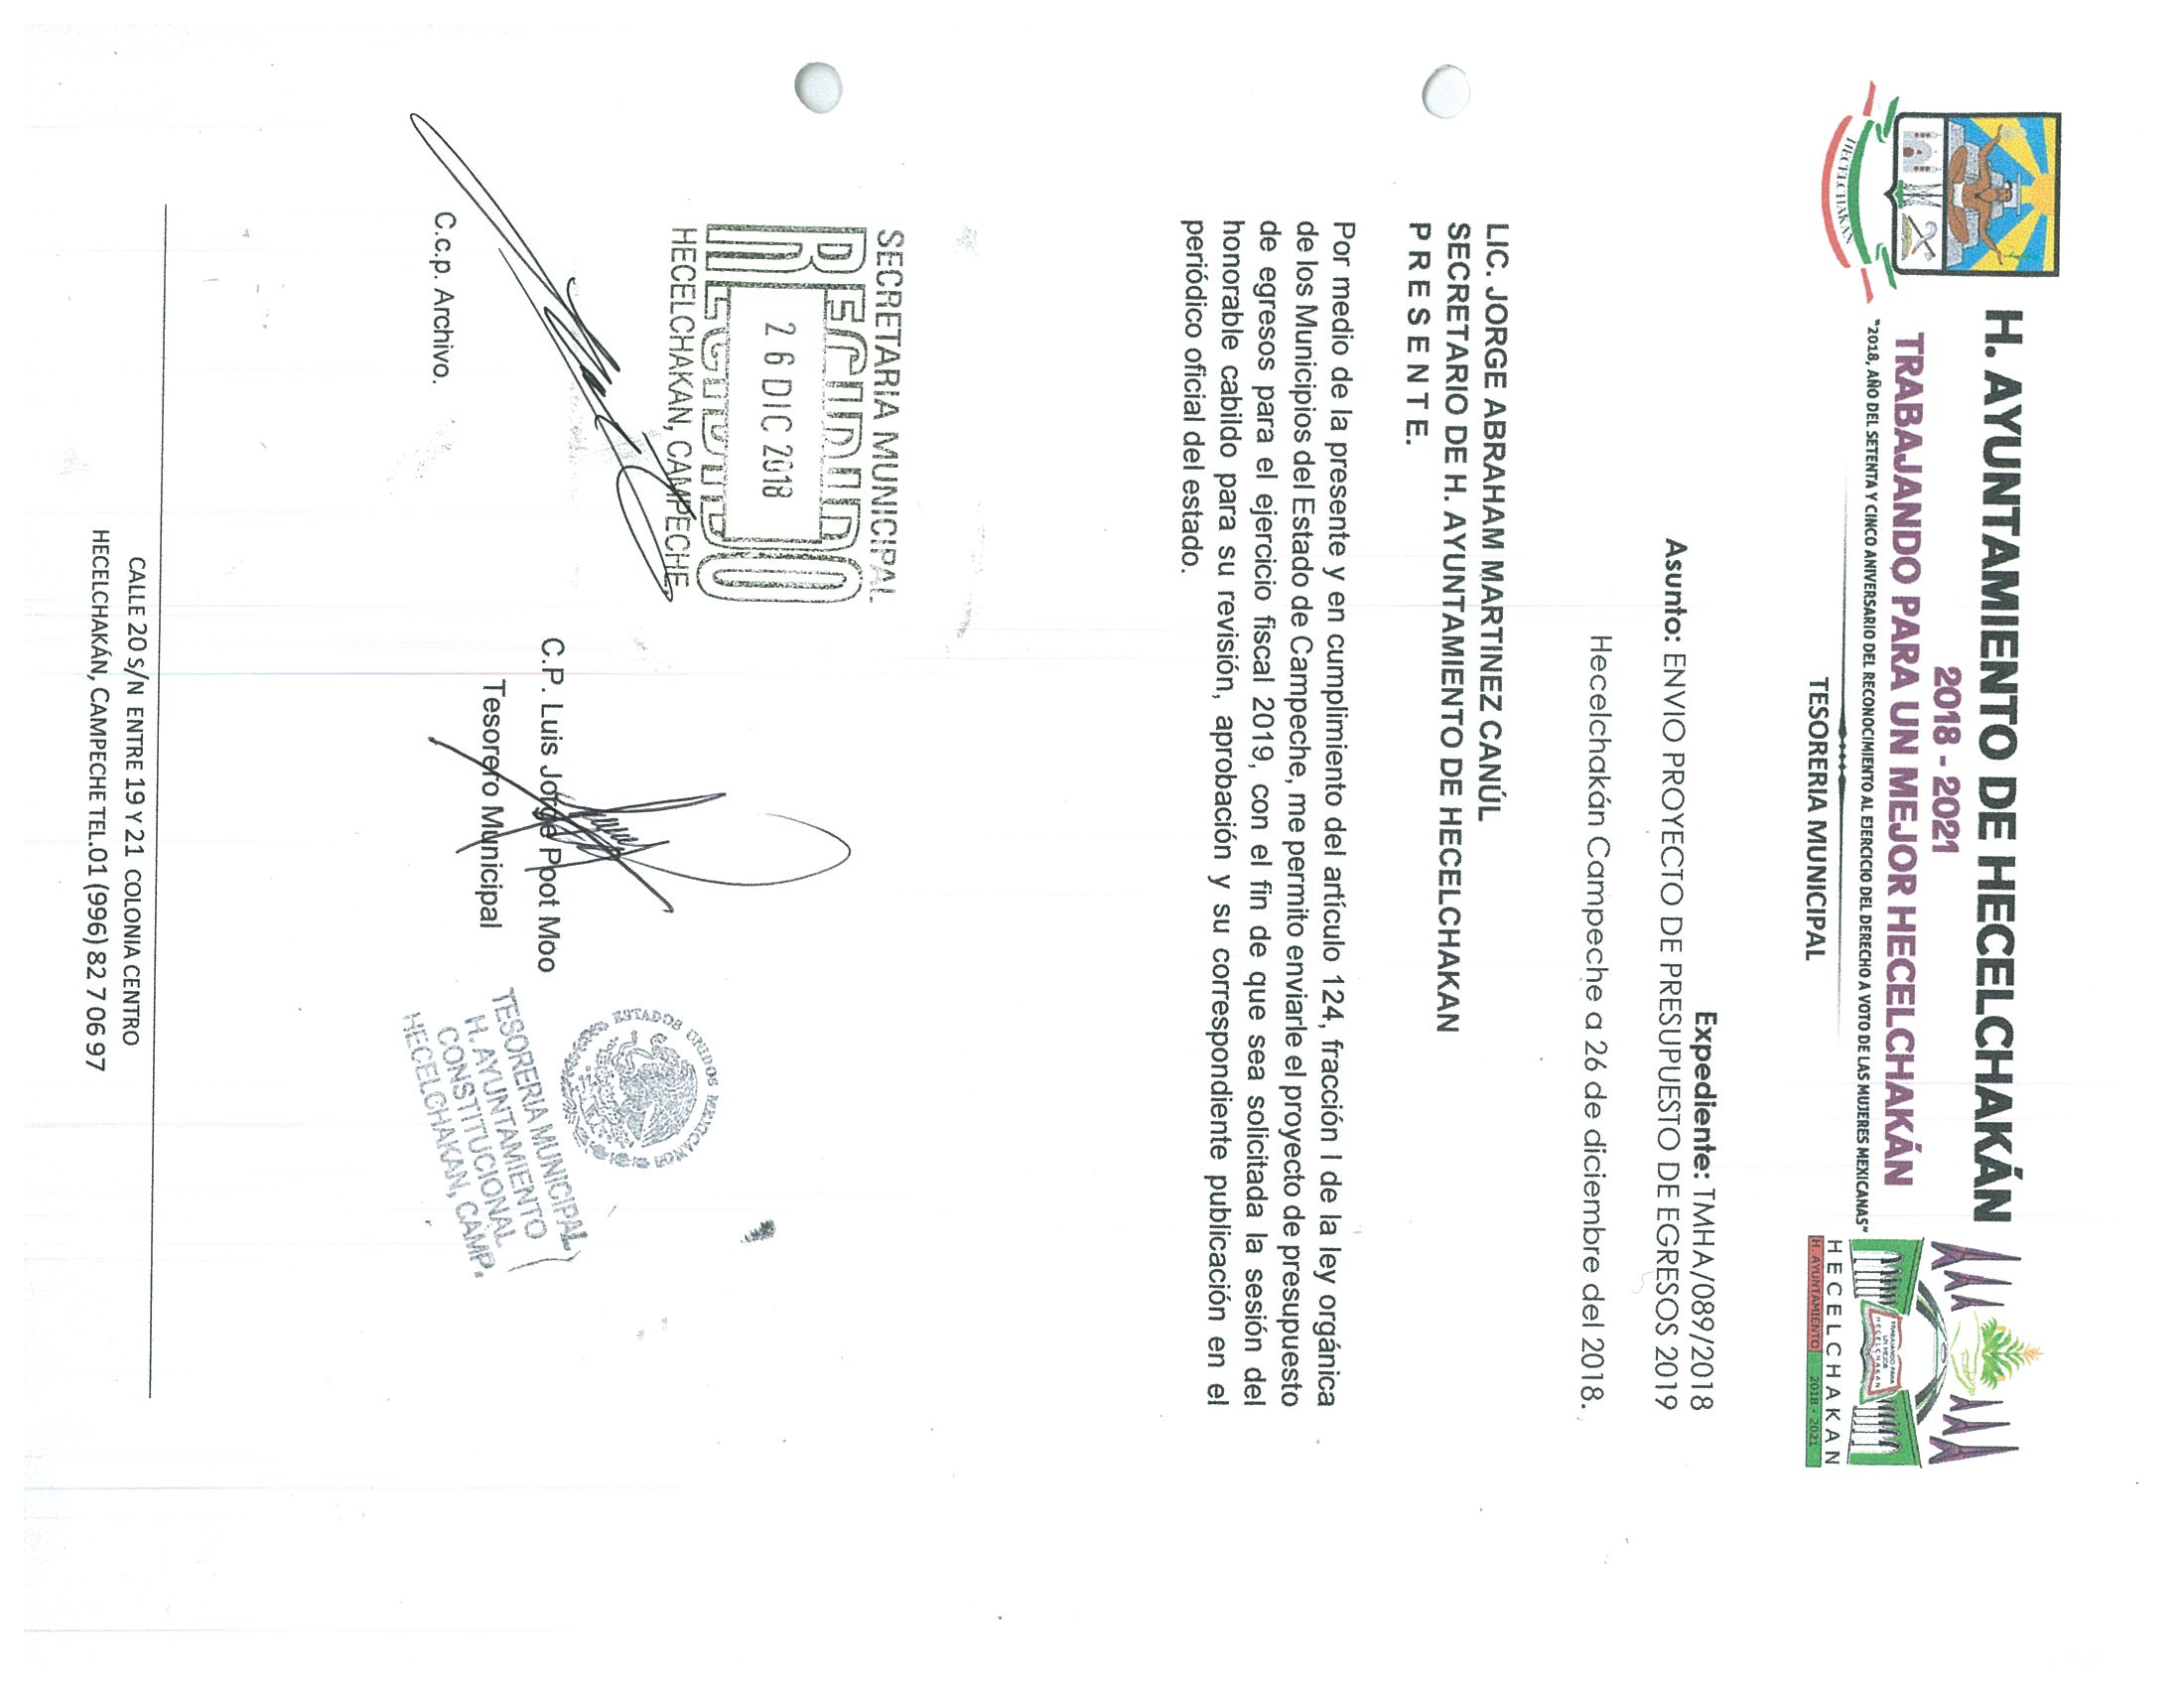 H. AYUNTAMIENTO DE HECELCHAKÁN
2018 - 2021
TRABAJANDO PARA UN MEJOR HECELCHAKÁN
"2018, AÑO DEL SETENTA Y CINCO ANIVERSARIO DEL RECONOCIMIENTO AL EJERCICIO DEL DERECHO A VOTO DE LAS MUJERES MEXICANAS"
TESORERIA MUNICIPAL
HECELCHAKAN
TRABAJANDO PARA
UN MEJOR
HECELCHAKAN
HECELCHAKAN
H. AYUNTAMIENTO 2018 - 2021
Expediente: TMHA/089/2018
Asunto: ENVIO PROYECTO DE PRESUPUESTO DE EGRESOS 2019
Hecelchakán Campeche a 26 de diciembre del 2018.
LIC. JORGE ABRAHAM MARTINEZ CANÚL
SECRETARIO DE H. AYUNTAMIENTO DE HECELCHAKAN
P R E S E N T E.
Por medio de la presente y en cumplimiento del artículo 124, fracción I de la ley orgánica
de los Municipios del Estado de Campeche, me permito enviarle el proyecto de presupuesto
de egresos para el ejercicio fiscal 2019, con el fin de que sea solicitada la sesión del
honorable cabildo para su revisión, aprobación y su correspondiente publicación en el
periódico oficial del estado.
SECRETARIA MUNICIPAL
RECIBIDO
26 DIC 2018
RECIBIDO
HECELCHAKAN, CAMPECHE.
C.P. Luis Jorge Poot Moo
Tesorero Municipal
ESTADOS UNIDOS MEXICANOS
TESORERIA MUNICIPAL
H. AYUNTAMIENTO
CONSTITUCIONAL
HECELCHAKAN, CAMP.
C.c.p. Archivo.
CALLE 20 S/N ENTRE 19 Y 21 COLONIA CENTRO
HECELCHAKÁN, CAMPECHE TEL.01 (996) 82 7 06 97